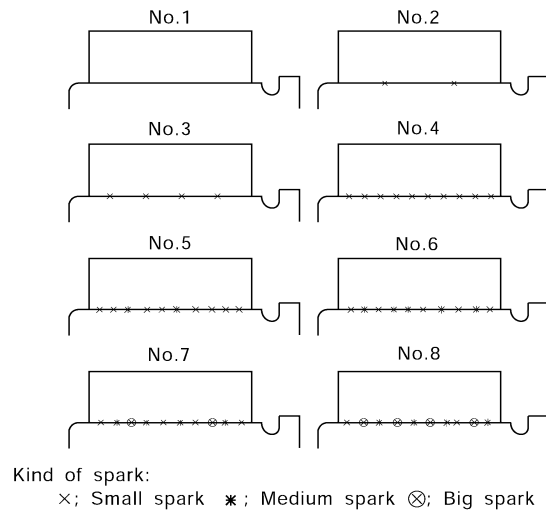 No.1 No.2
No.3 No.4
No.5 No.6
No.7 No.8
Kind of spark:
×; Small spark ⁎; Medium spark ⊗; Big spark